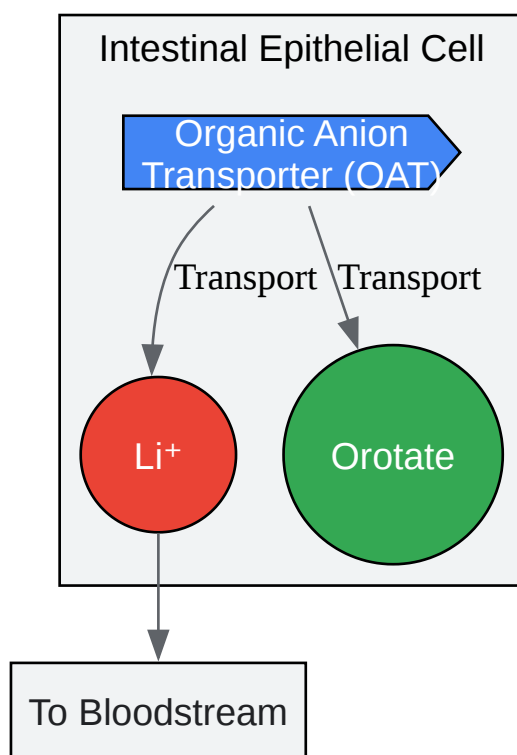 Intestinal Epithelial Cell
Organic Anion
Transporter (OAT)
Transport
Transport
Li⁺
Orotate
To Bloodstream